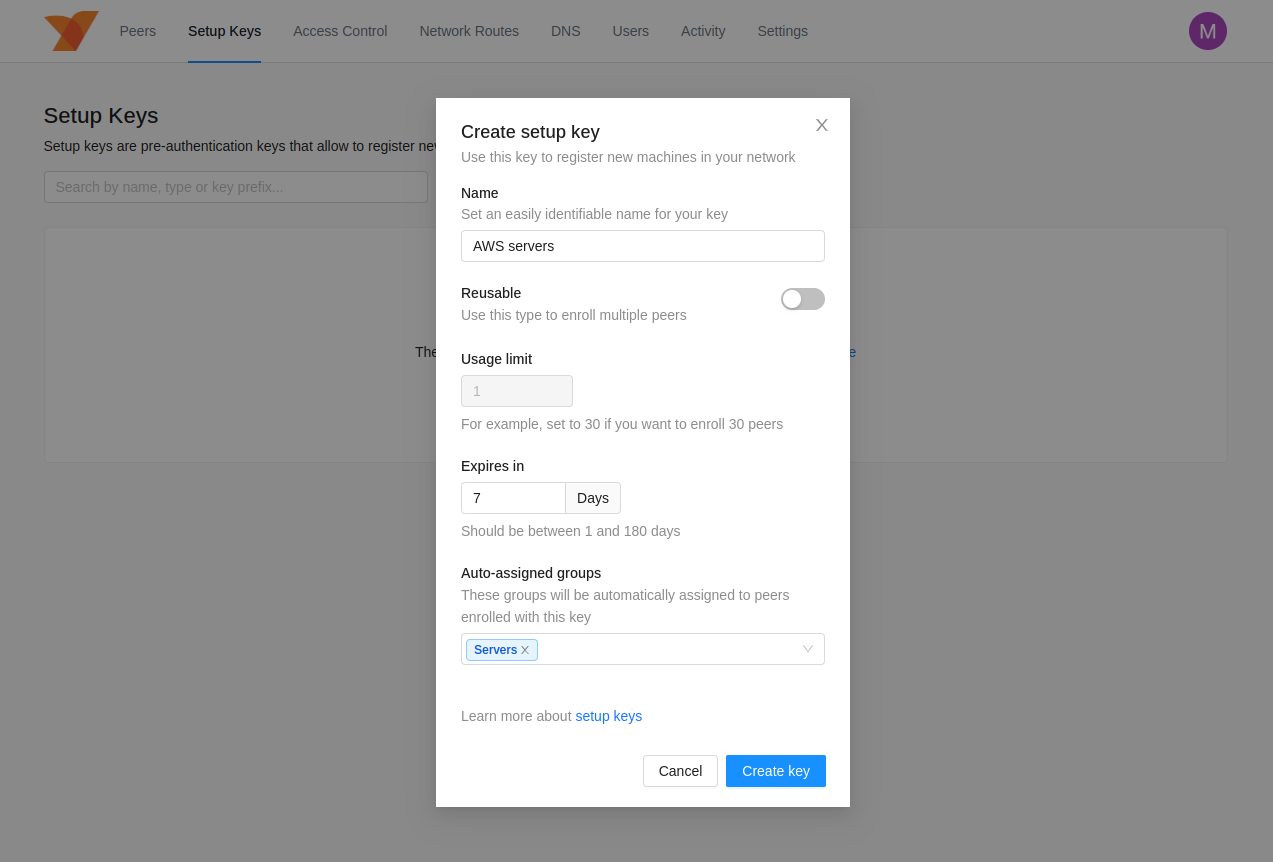 Peers Setup Keys Access Control Network Routes DNS Users Activity Settings M
Setup Keys
Setup keys are pre-authentication keys that allow to register
Search by name, type or key prefix...
Create setup key
Use this key to register new machines in your network
Name
Set an easily identifiable name for your key
AWS servers
Reusable
Use this type to enroll multiple peers
Usage limit
1
For example, set to 30 if you want to enroll 30 peers
Expires in
7 Days
Should be between 1 and 180 days
Auto-assigned groups
These groups will be automatically assigned to peers
enrolled with this key
Servers
Learn more about setup keys
Cancel Create key